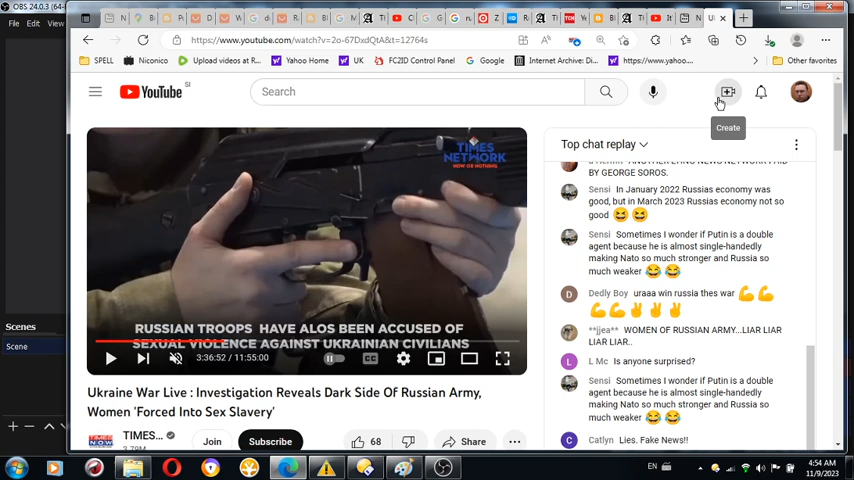 OBS 24.0.3 (64-
File Edit View
https://www.youtube.com/watch?v=2o-67DxdQtA&t=12764s
SPELL Niconico Upload videos at R... Yahoo Home UK FC2ID Control Panel Google Internet Archive: Di... https://www.yahoo.... Other favorites
YouTube SI
Search
Create
TIMES
NETWORK
NOW OR NOTHING
RUSSIAN TROOPS HAVE ALOS BEEN ACCUSED OF
SEXUAL VIOLENCE AGAINST UKRAINIAN CIVILIANS
3:36:52 / 11:55:00
CC
Ukraine War Live : Investigation Reveals Dark Side Of Russian Army,
Women 'Forced Into Sex Slavery'
TIMES...
Join
Subscribe
68
Share
Top chat replay
ANOTHER LYING NEWS NETWORK PAID
BY GEORGE SOROS.
Sensi In January 2022 Russias economy was
good, but in March 2023 Russias economy not so
good 😆 😆
Sensi Sometimes I wonder if Putin is a double
agent because he is almost single-handedly
making Nato so much stronger and Russia so
much weaker 😂 😂
Dedly Boy uraaa win russia thes war 💪 💪
💪 💪 ✌ ✌ ✌
**jjea** WOMEN OF RUSSIAN ARMY...LIAR LIAR
LIAR LIAR..
L Mc Is anyone surprised?
Sensi Sometimes I wonder if Putin is a double
agent because he is almost single-handedly
making Nato so much stronger and Russia so
much weaker 😂 😂
Catlyn Lies. Fake News!!
Scenes
Scene
EN
4:54 AM
11/9/2023